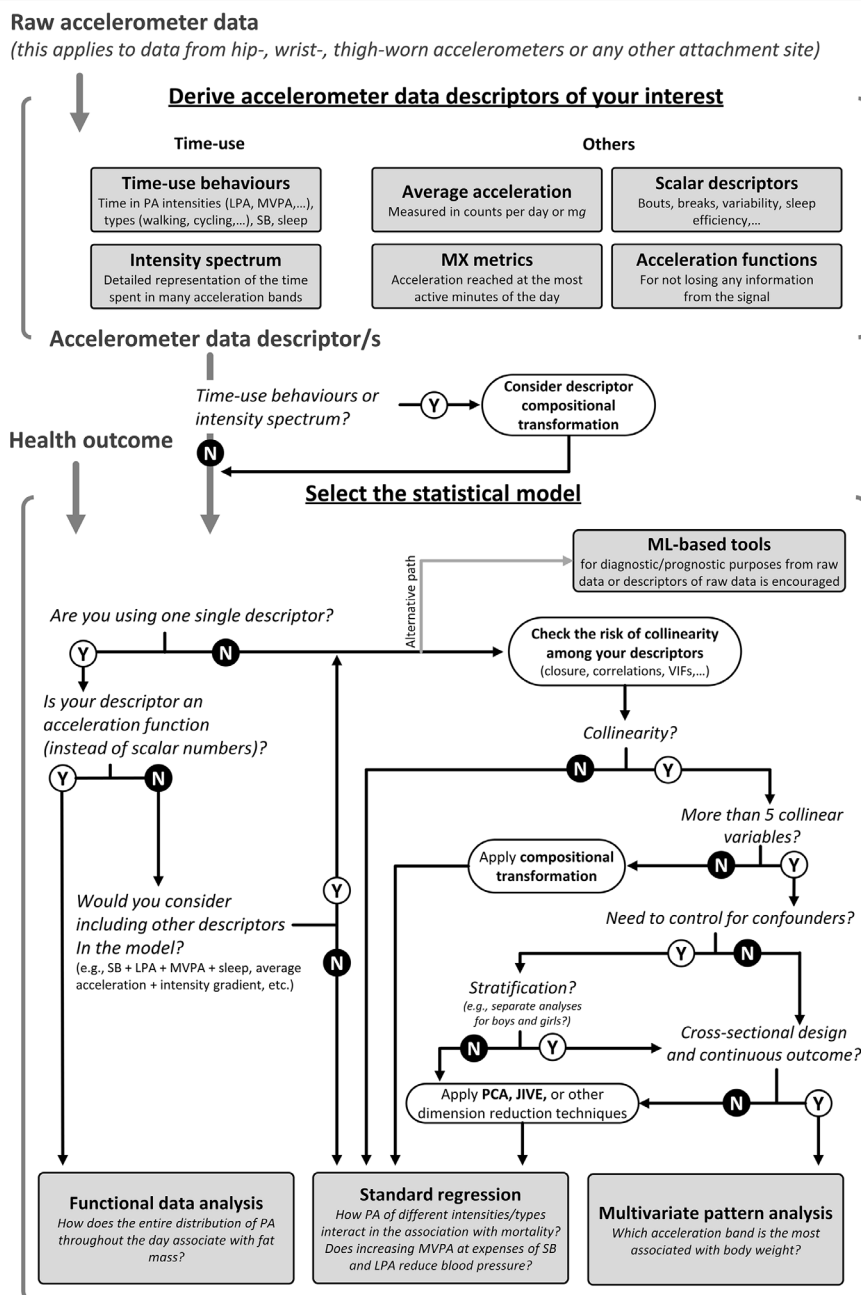 Raw accelerometer data
(this applies to data from hip-, wrist-, thigh-worn accelerometers or any other attachment site)
Derive accelerometer data descriptors of your interest
Time-use
Others
Time-use behaviours
Time in PA intensities (LPA, MVPA,...),
types (walking, cycling,...), SB, sleep
Average acceleration
Measured in counts per day or mg
Scalar descriptors
Bouts, breaks, variability, sleep
efficiency,...
Intensity spectrum
Detailed representation of the time
spent in many acceleration bands
MX metrics
Acceleration reached at the most
active minutes of the day
Acceleration functions
For not losing any information
from the signal
Accelerometer data descriptor/s
Time-use behaviours or
intensity spectrum?
Y
Consider descriptor
compositional
transformation
Health outcome
N
Select the statistical model
ML-based tools
for diagnostic/prognostic purposes from raw
data or descriptors of raw data is encouraged
Alternative path
Are you using one single descriptor?
Y
N
Check the risk of collinearity
among your descriptors
(closure, correlations, VIFs,...)
Is your descriptor an
acceleration function
(instead of scalar numbers)?
Y
N
Collinearity?
N
Y
More than 5 collinear
variables?
N
Y
Apply compositional
transformation
Would you consider
including other descriptors
In the model?
(e.g., SB + LPA + MVPA + sleep, average
acceleration + intensity gradient, etc.)
Y
N
Need to control for confounders?
Y
N
Stratification?
(e.g., separate analyses
for boys and girls?)
N
Y
Cross-sectional design
and continuous outcome?
N
Y
Apply PCA, JIVE, or other
dimension reduction techniques
Functional data analysis
How does the entire distribution of PA
throughout the day associate with fat
mass?
Standard regression
How PA of different intensities/types
interact in the association with mortality?
Does increasing MVPA at expenses of SB
and LPA reduce blood pressure?
Multivariate pattern analysis
Which acceleration band is the most
associated with body weight?